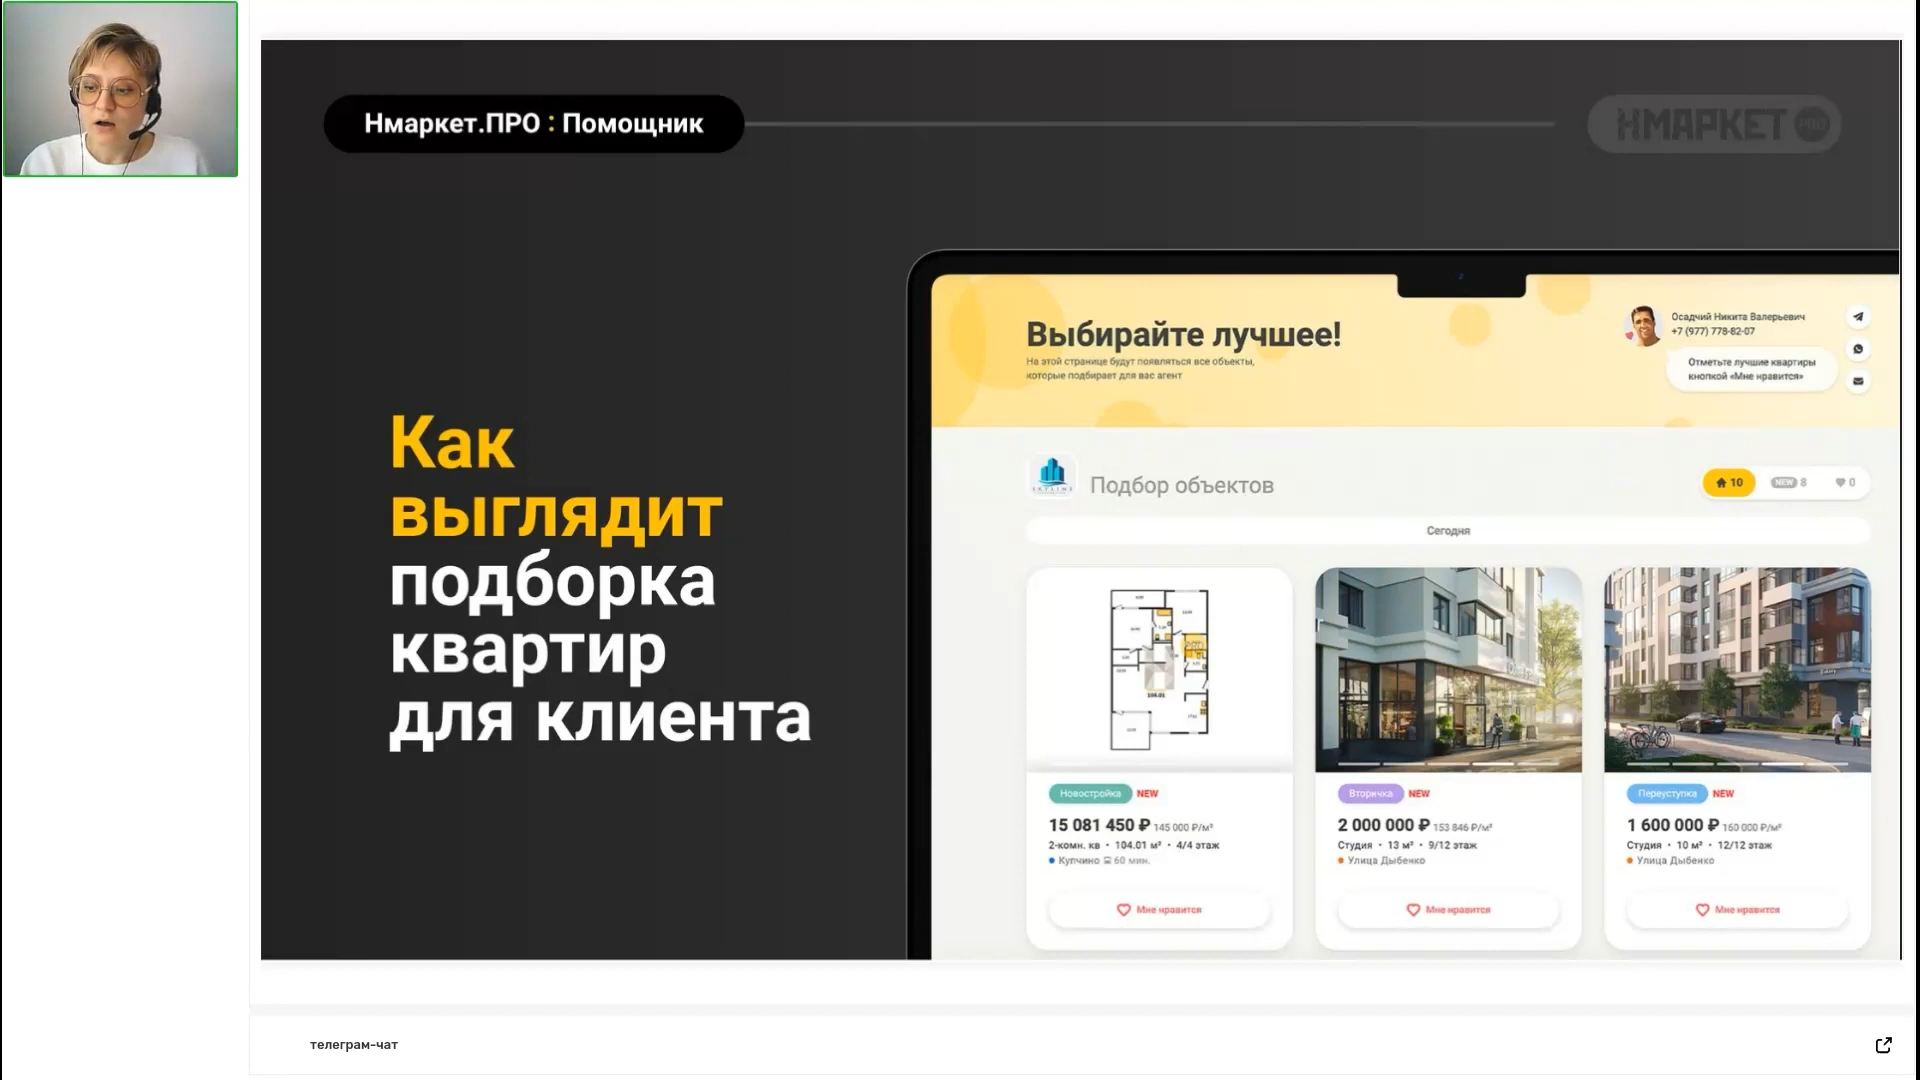 Нмаркет.ПРО : Помощник
НМАРКЕТ PRO
Как
выглядит
подборка
квартир
для клиента
Выбирайте лучшее!
На этой странице будут появляться все объекты,
которые подбирает для вас агент
Осадчий Никита Валерьевич
+7 (977) 778-82-07
Отметьте лучшие квартиры
кнопкой «Мне нравится»
SKYLINE
Подбор объектов
10
NEW 8
0
Сегодня
104.01
Новостройка NEW
15 081 450 ₽ 145 000 ₽/м²
2-комн. кв • 104.01 м² • 4/4 этаж
Купчино 60 мин.
Мне нравится
Вторичка NEW
2 000 000 ₽ 153 846 ₽/м²
Студия • 13 м² • 9/12 этаж
Улица Дыбенко
Мне нравится
Переуступка NEW
1 600 000 ₽ 160 000 ₽/м²
Студия • 10 м² • 12/12 этаж
Улица Дыбенко
Мне нравится
телеграм-чат